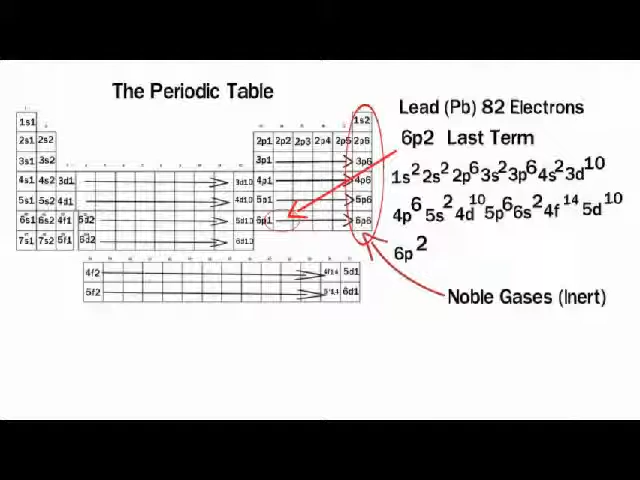 The Periodic Table
Lead (Pb) 82 Electrons
6p2 Last Term
1s² 2s² 2p⁶ 3s² 3p⁶ 4s² 3d¹⁰
4p⁶ 5s² 4d¹⁰ 5p⁶ 6s² 4f¹⁴ 5d¹⁰
6p²
Noble Gases (Inert)
1s1 1s2
2s1 2s2 2p1 2p2 2p3 2p4 2p5 2p6
3s1 3s2 3p1 3p6
4s1 4s2 3d1 3d10 4p1 4p6
5s1 5s2 4d1 4d10 5p1 5p6
6s1 6s2 5d1 5d10 6p1 6p6
7s1 7s2 5f1 6d2 6d10
4f2 4f14 5d1
5f2 5f14 6d1